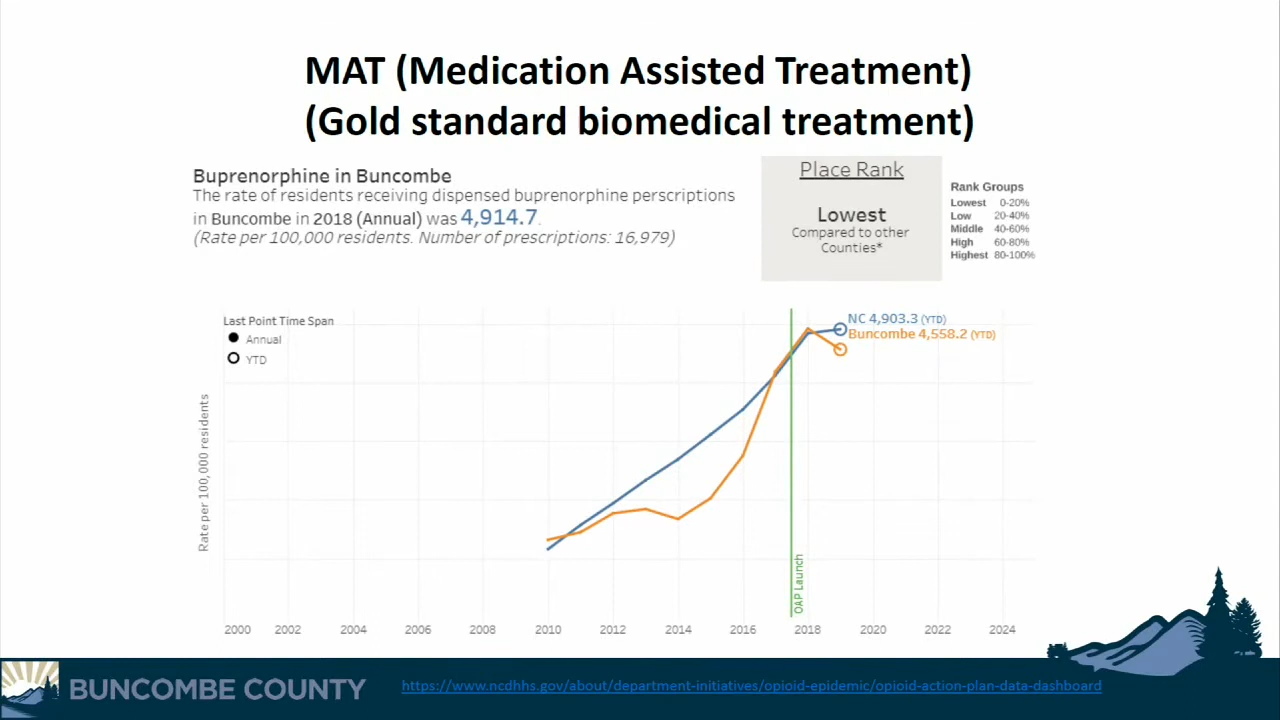 MAT (Medication Assisted Treatment)
(Gold standard biomedical treatment)
Buprenorphine in Buncombe
The rate of residents receiving dispensed buprenorphine perscriptions
in Buncombe in 2018 (Annual) was 4,914.7.
(Rate per 100,000 residents. Number of prescriptions: 16,979)
Place Rank
Lowest
Compared to other
Counties*
Rank Groups
Lowest 0-20%
Low 20-40%
Middle 40-60%
High 60-80%
Highest 80-100%
Last Point Time Span
Annual
YTD
NC 4,903.3 (YTD)
Buncombe 4,558.2 (YTD)
Rate per 100,000 residents
OAP Launch
2000 2002 2004 2006 2008 2010 2012 2014 2016 2018 2020 2022 2024
BUNCOMBE COUNTY
https://www.ncdhhs.gov/about/department-initiatives/opioid-epidemic/opioid-action-plan-data-dashboard